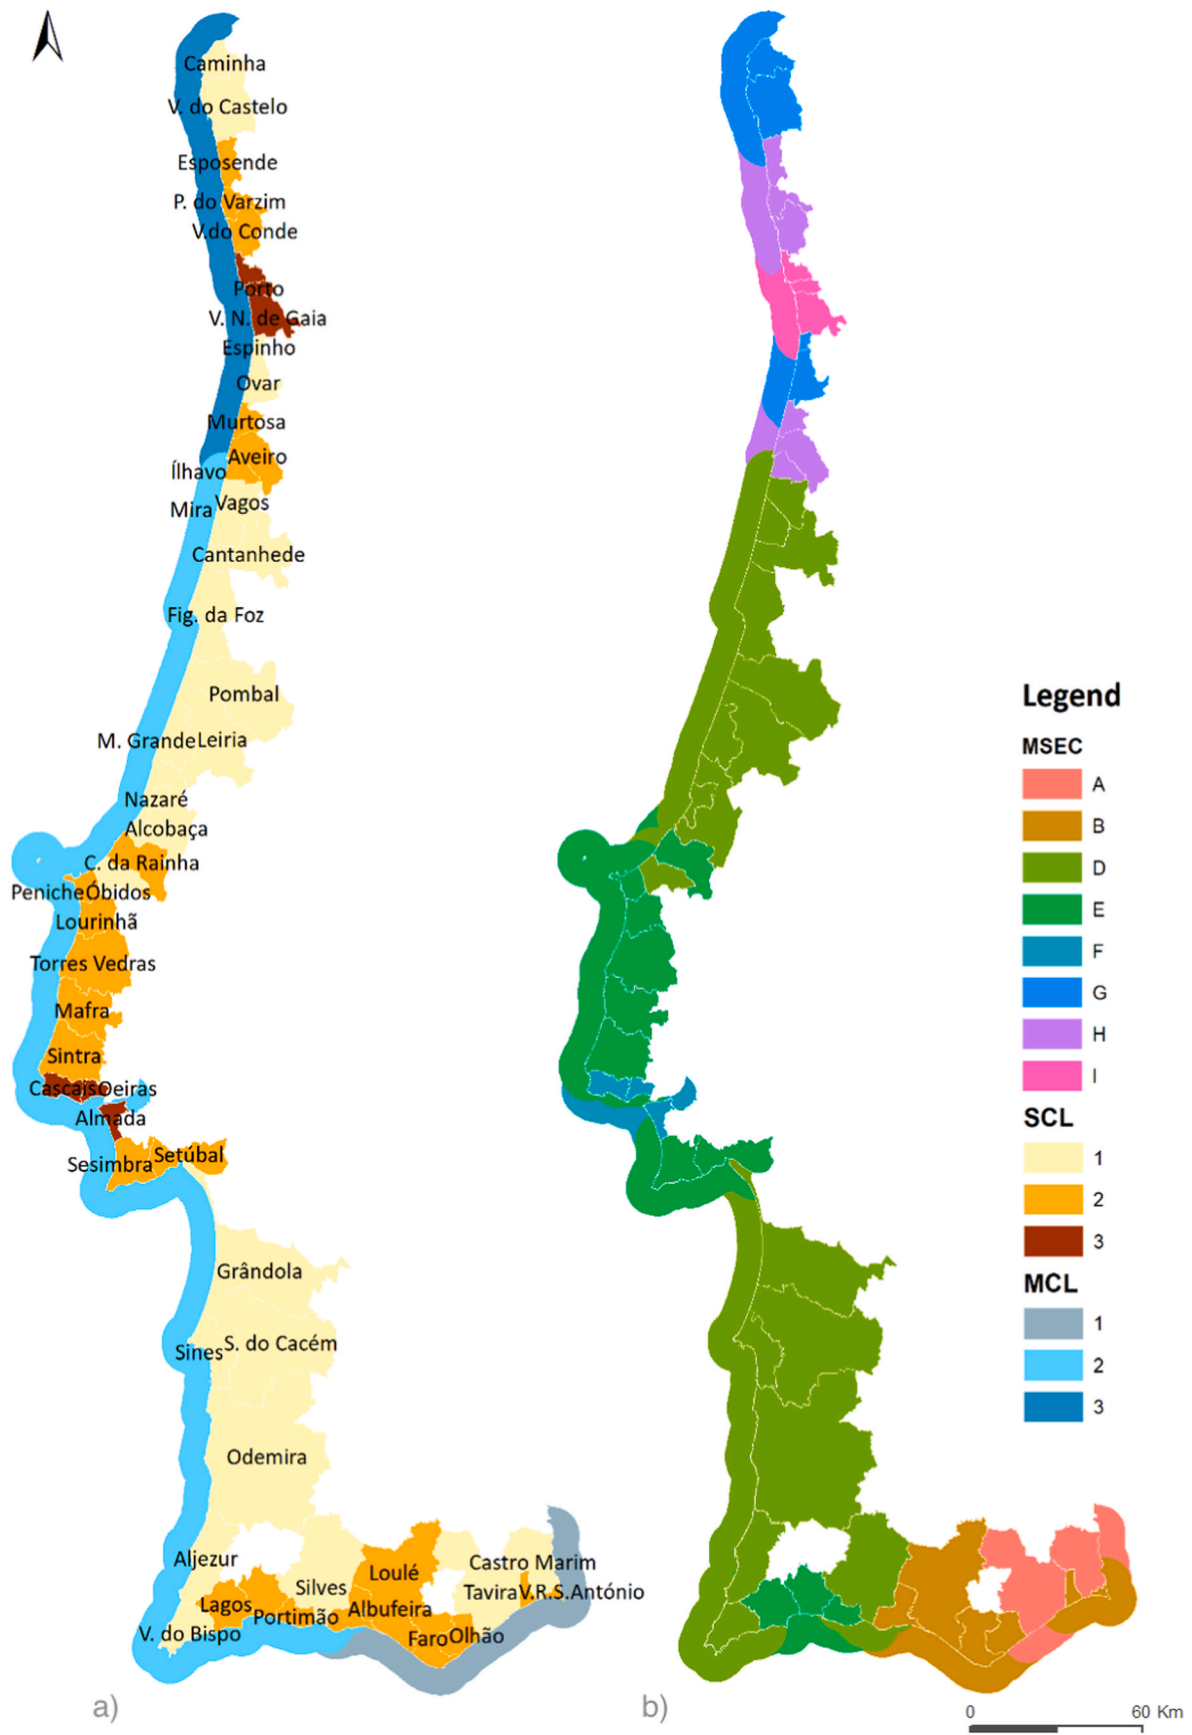 Caminha
V. do Castelo
Esposende
P. do Varzim
V.do Conde
Porto
V. N. de Gaia
Espinho
Ovar
Murtosa
Aveiro
Ílhavo
Vagos
Mira
Cantanhede
Fig. da Foz
Pombal
M. Grande Leiria
Nazaré
Alcobaça
C. da Rainha
Peniche Óbidos
Lourinhã
Torres Vedras
Mafra
Sintra
Cascais Oeiras
Almada
Setúbal
Sesimbra
Grândola
S. do Cacém
Sines
Odemira
Aljezur
Castro Marim
Loulé
Silves
Tavira V.R.S.António
Lagos
Albufeira
Portimão
V. do Bispo
Faro Olhão
a)
b)
Legend
MSEC
A
B
D
E
F
G
H
I
SCL
1
2
3
MCL
1
2
3
0 60 Km